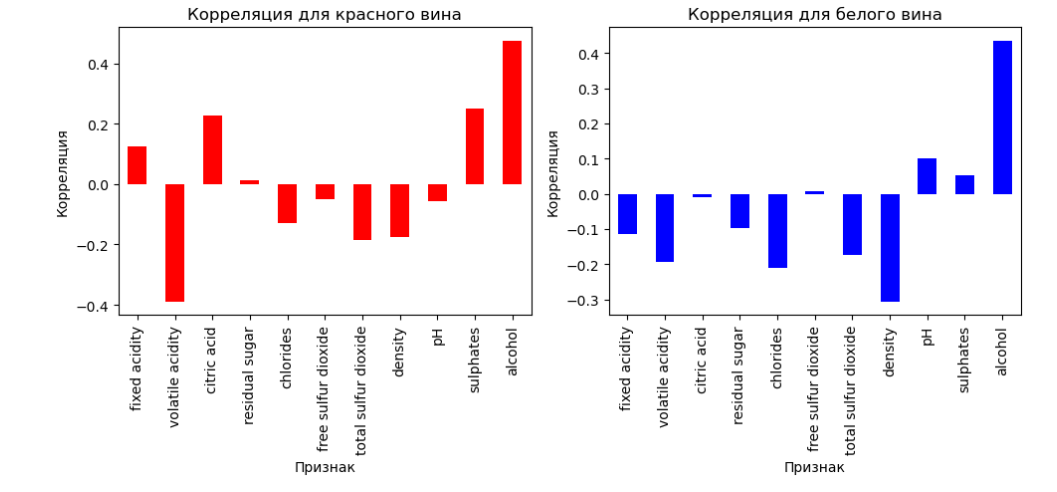 Корреляция для красного вина
Корреляция
0.4
0.2
0.0
−0.2
−0.4
fixed acidity
volatile acidity
citric acid
residual sugar
chlorides
free sulfur dioxide
total sulfur dioxide
density
pH
sulphates
alcohol
Признак
Корреляция для белого вина
Корреляция
0.4
0.3
0.2
0.1
0.0
−0.1
−0.2
−0.3
fixed acidity
volatile acidity
citric acid
residual sugar
chlorides
free sulfur dioxide
total sulfur dioxide
density
pH
sulphates
alcohol
Признак